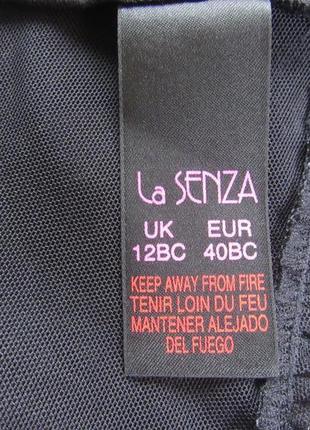 La SENZA
UK EUR
12BC 40BC
KEEP AWAY FROM FIRE
TENIR LOIN DU FEU
MANTENER ALEJADO
DEL FUEGO